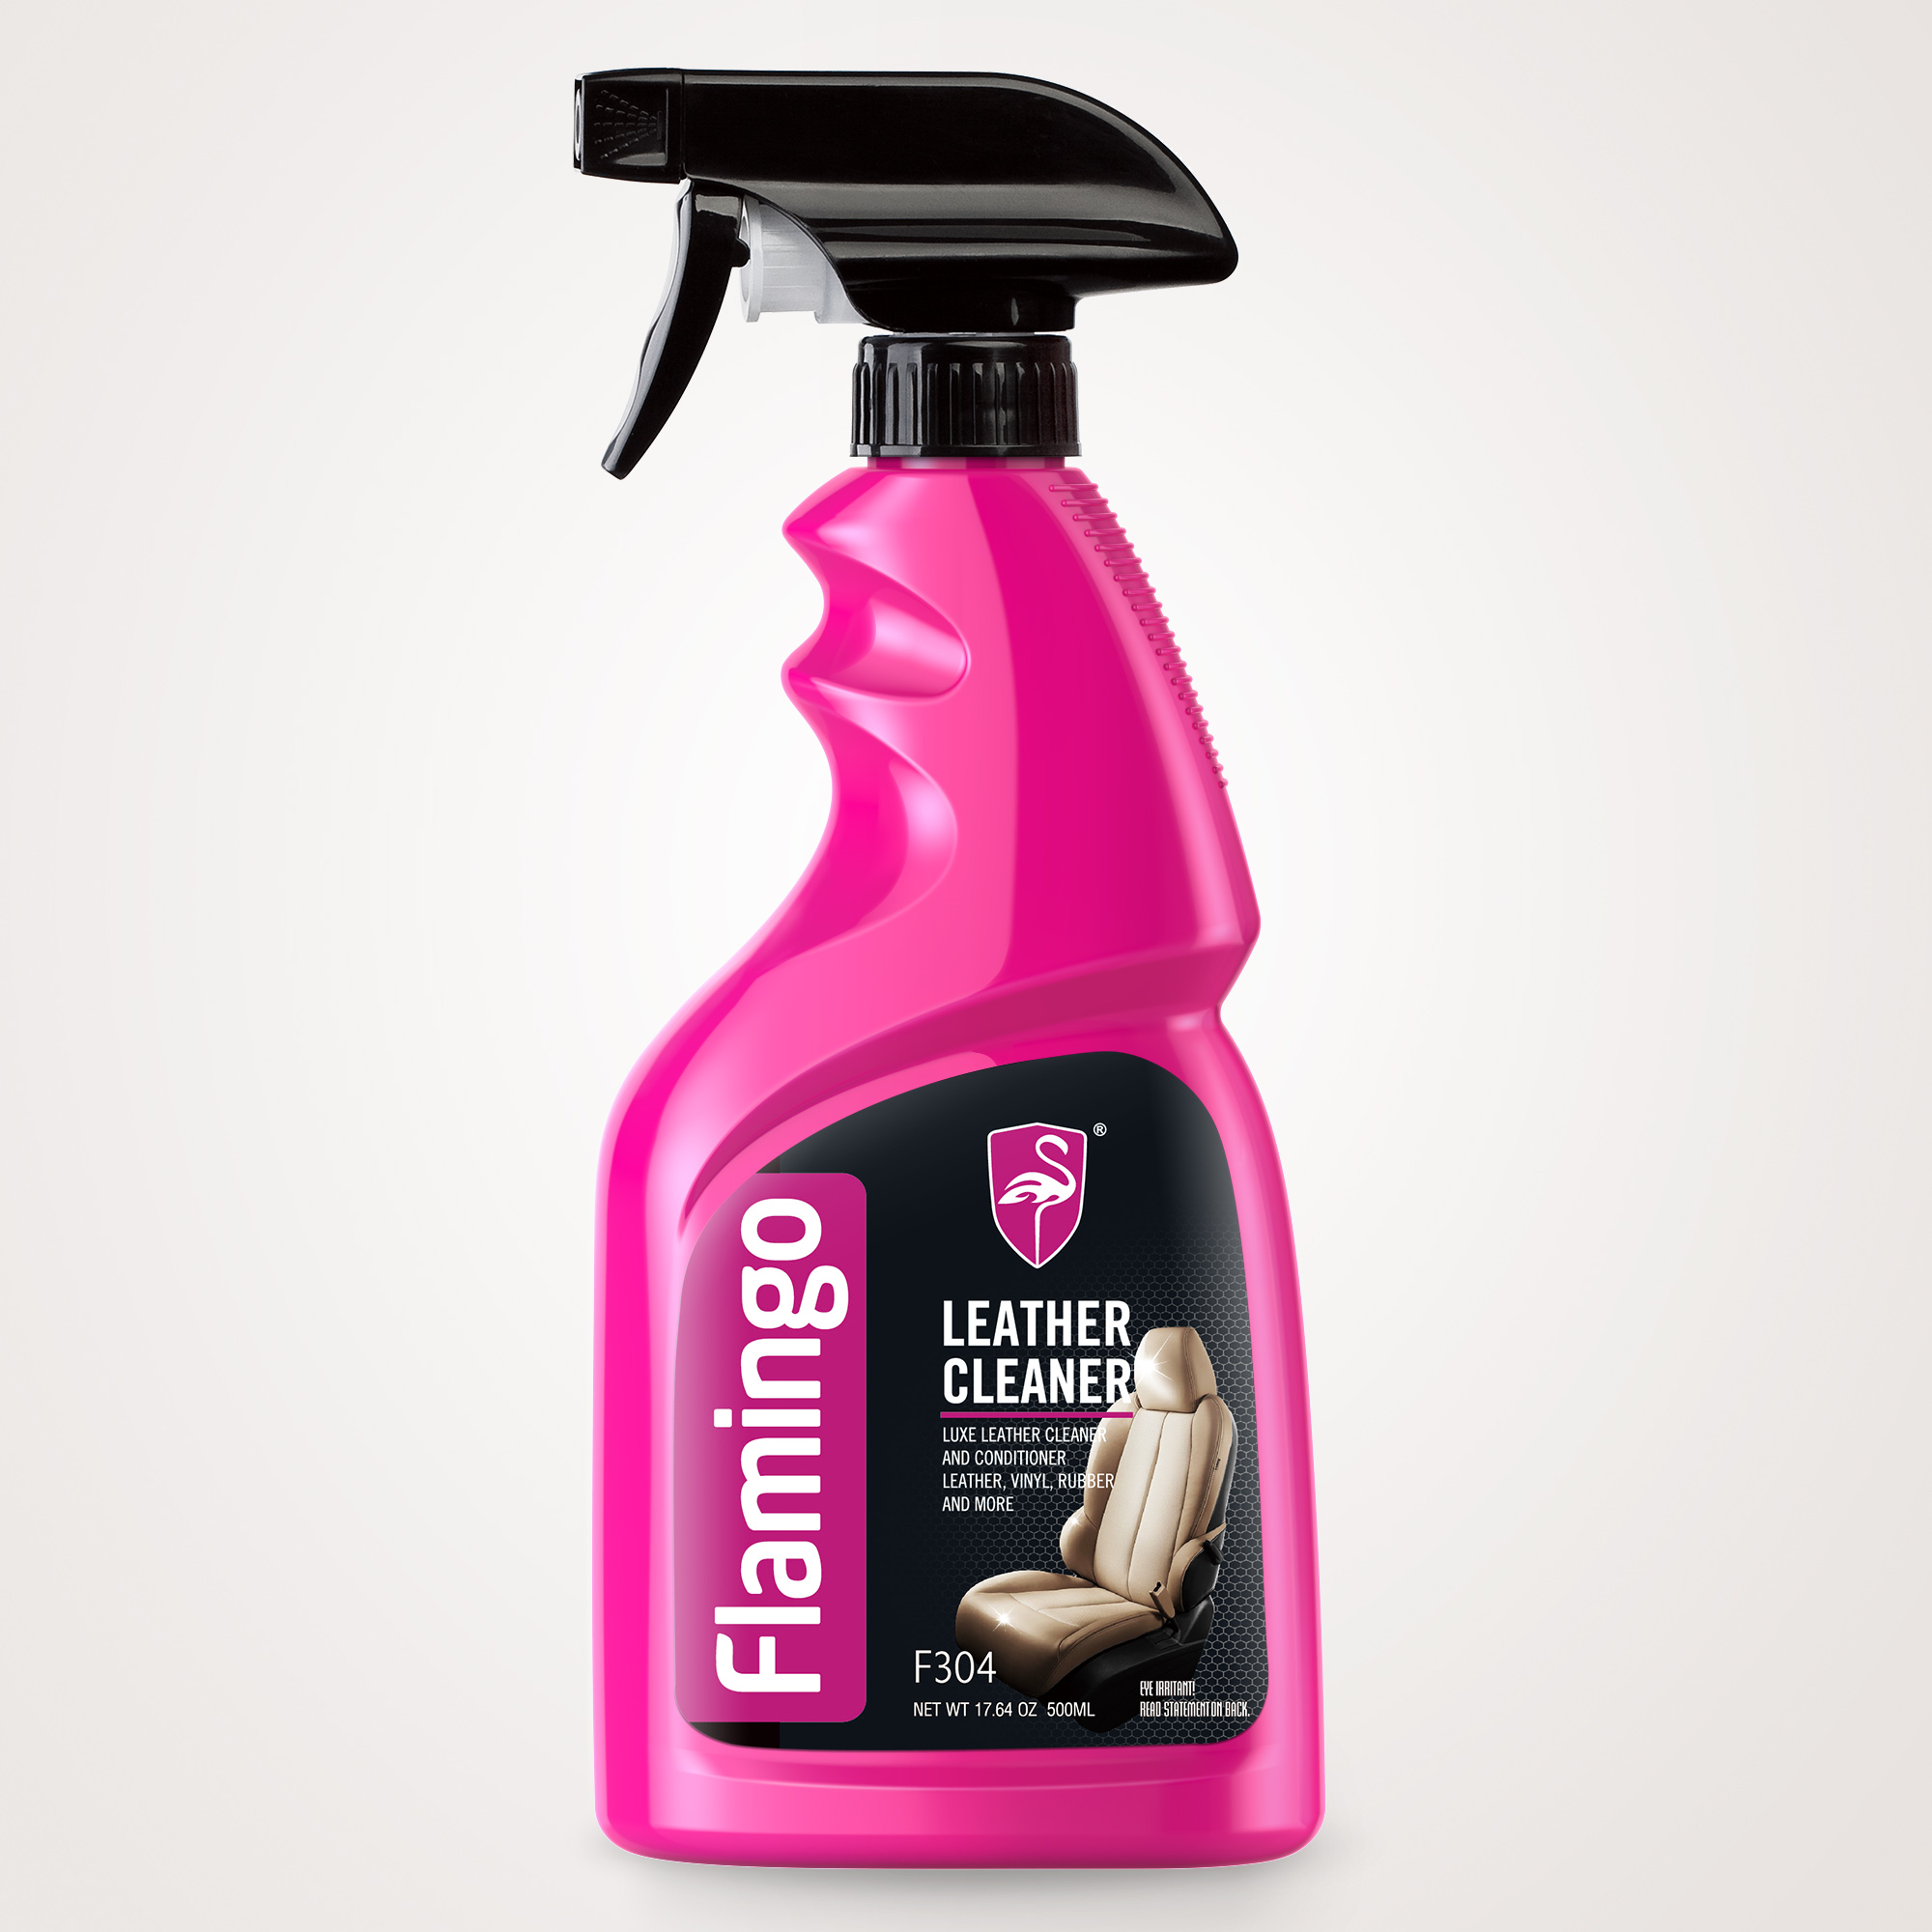 ®
Flamingo
LEATHER
CLEANER
LUXE LEATHER CLEANER
AND CONDITIONER
LEATHER, VINYL, RUBBER
AND MORE
F304
NET WT 17.64 OZ 500ML
EYE IRRITANT!
READ STATEMENT ON BACK.